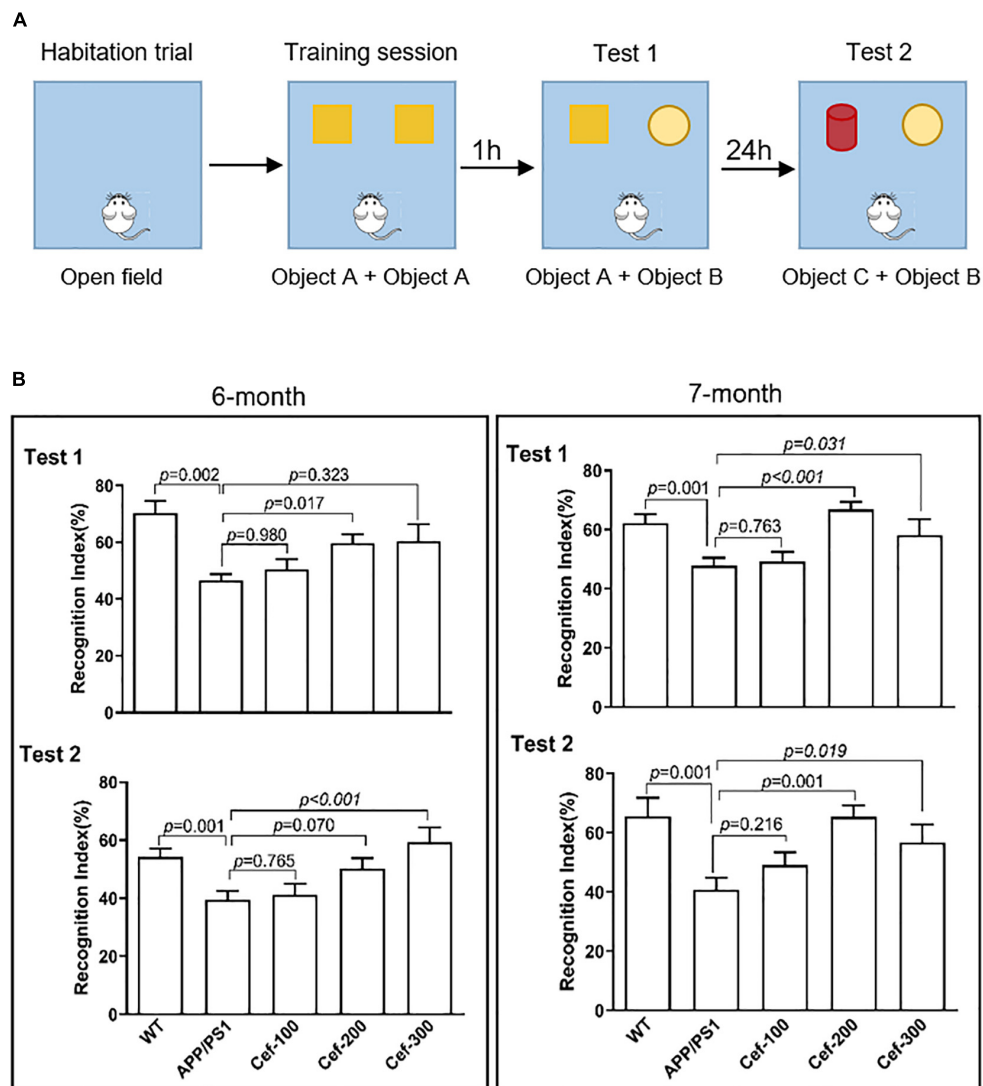 A
Habitation trial
Training session
Test 1
Test 2
1h
24h
Open field
Object A + Object A
Object A + Object B
Object C + Object B
B
6-month
Test 1
Recognition Index(%)
80
60
40
20
0
p=0.002
p=0.323
p=0.017
p=0.980
Test 2
Recognition Index(%)
80
60
40
20
0
p<0.001
p=0.001
p=0.070
p=0.765
WT
APP/PS1
Cef-100
Cef-200
Cef-300
7-month
Test 1
Recognition Index(%)
80
60
40
20
0
p=0.031
p<0.001
p=0.001
p=0.763
Test 2
Recognition Index(%)
80
60
40
20
0
p=0.019
p=0.001
p=0.001
p=0.216
WT
APP/PS1
Cef-100
Cef-200
Cef-300